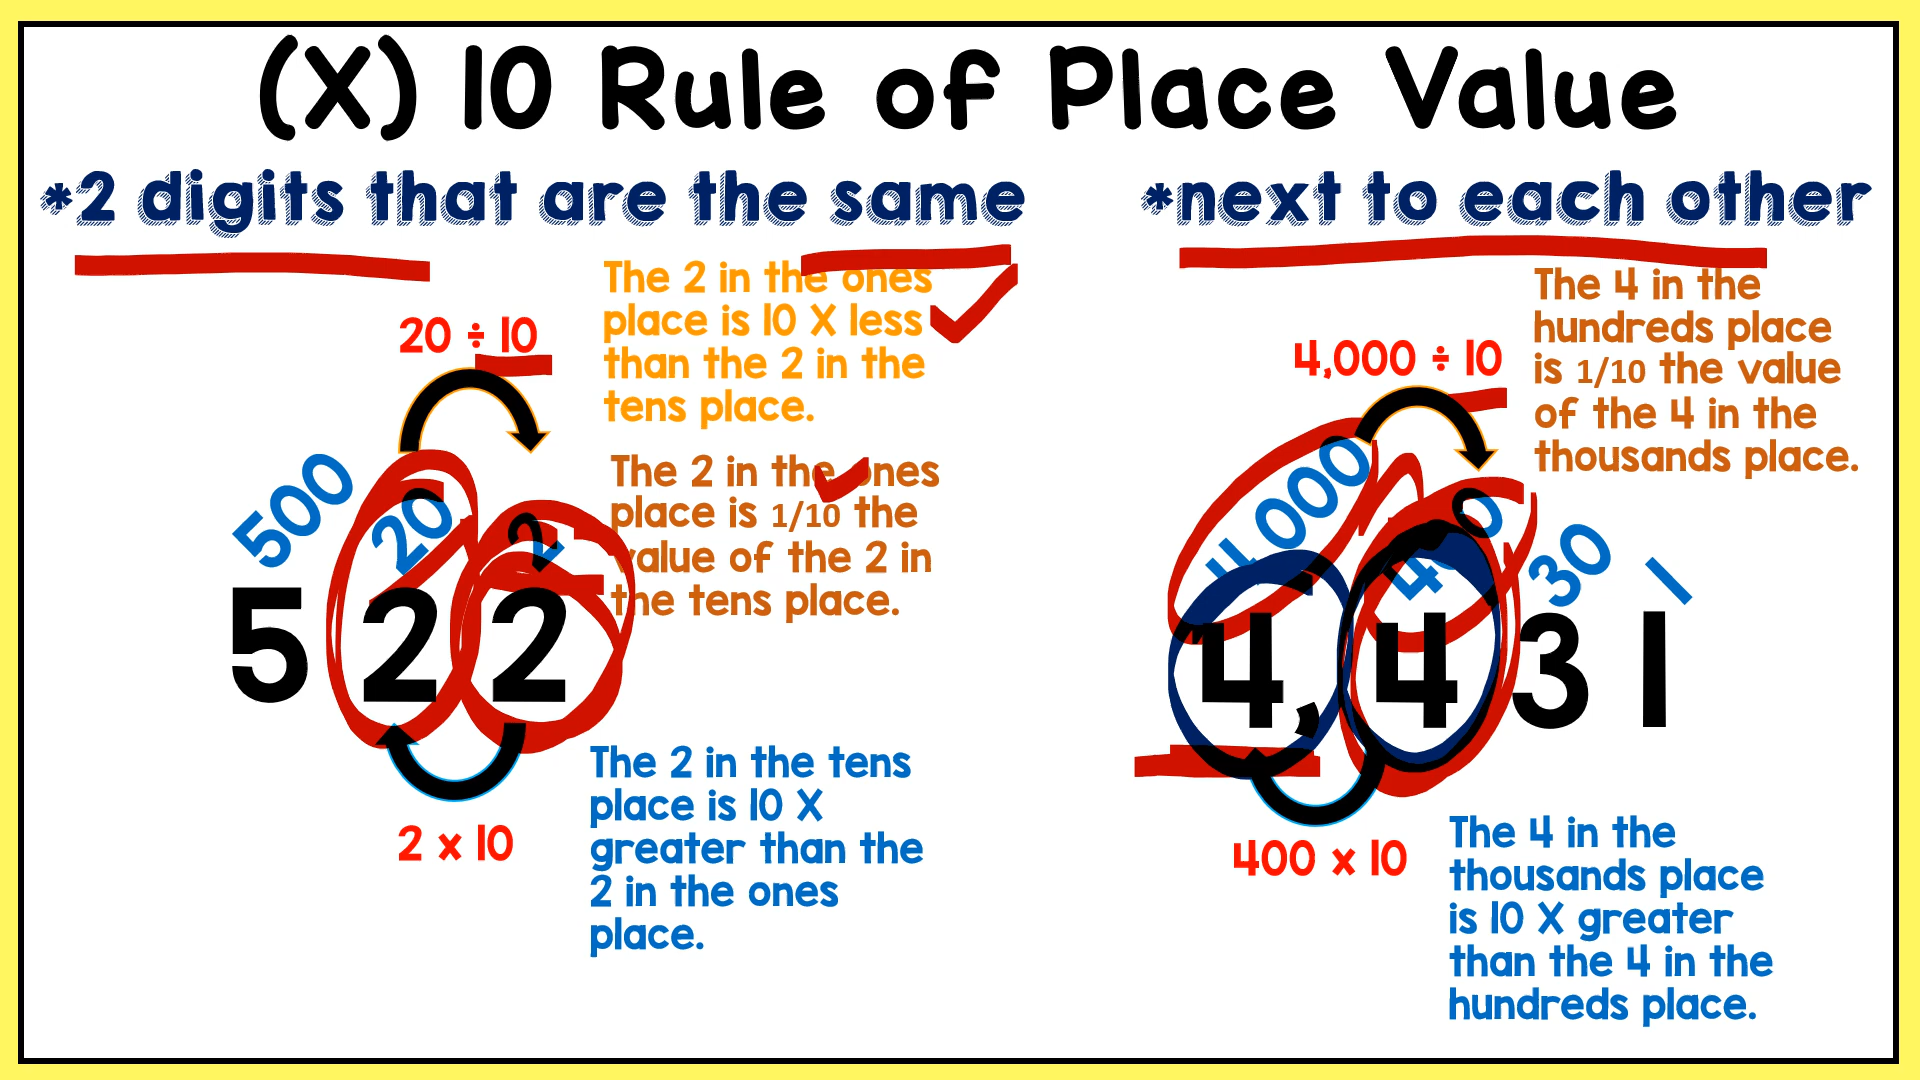 (X) 10 Rule of Place Value
*2 digits that are the same
*next to each other
The 2 in the ones
place is 10 X less
than the 2 in the
tens place.
20 ÷ 10
The 2 in the ones
place is 1/10 the
value of the 2 in
the tens place.
500 20 2
5 2 2
2 x 10
The 2 in the tens
place is 10 X
greater than the
2 in the ones
place.
The 4 in the
hundreds place
is 1/10 the value
of the 4 in the
thousands place.
4,000 ÷ 10
4,000 400 30 1
4,431
400 x 10
The 4 in the
thousands place
is 10 X greater
than the 4 in the
hundreds place.